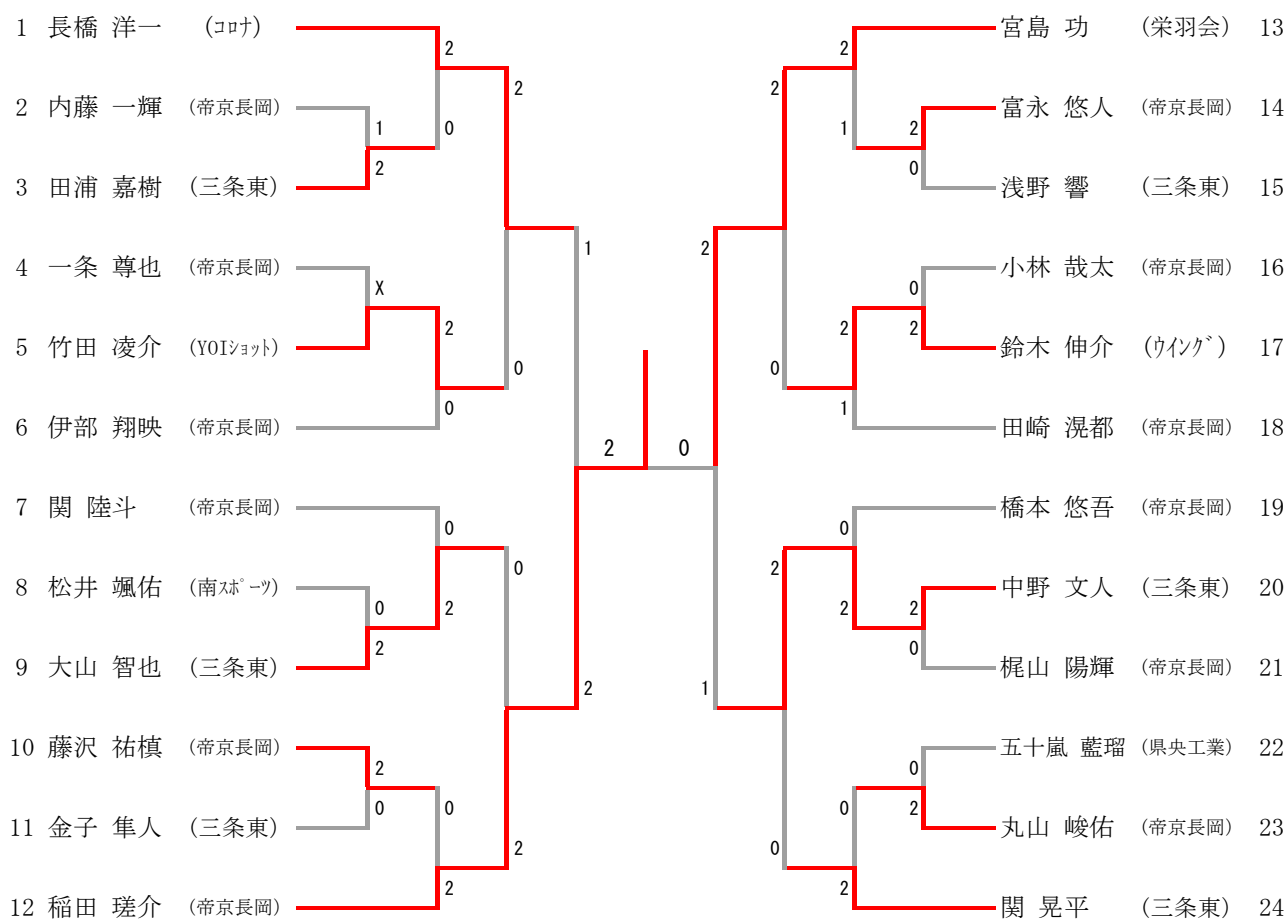 1 長橋 洋一 (コロナ)
2 内藤 一輝 (帝京長岡)
3 田浦 嘉樹 (三条東)
4 一条 尊也 (帝京長岡)
5 竹田 凌介 (YOIショット)
6 伊部 翔映 (帝京長岡)
7 関 陸斗 (帝京長岡)
8 松井 颯佑 (南スポーツ)
9 大山 智也 (三条東)
10 藤沢 祐槙 (帝京長岡)
11 金子 隼人 (三条東)
12 稲田 瑳介 (帝京長岡)
2
1
0
2
2
X
2
0
0
0
0
2
2
0
2
0
0
2
2
1
2
2 0
宮島 功 (栄羽会) 13
富永 悠人 (帝京長岡) 14
浅野 響 (三条東) 15
小林 哉太 (帝京長岡) 16
鈴木 伸介 (ウイング) 17
田崎 滉都 (帝京長岡) 18
橋本 悠吾 (帝京長岡) 19
中野 文人 (三条東) 20
梶山 陽輝 (帝京長岡) 21
五十嵐 藍瑠 (県央工業) 22
丸山 峻佑 (帝京長岡) 23
関 晃平 (三条東) 24
2
1
2
0
0
2
2
1
0
2
0
2
2
0
2
0
2
0
2
0
2
1